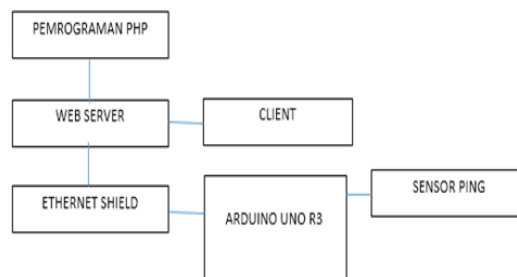 PEMROGRAMAN PHP
WEB SERVER
CLIENT
ETHERNET SHIELD
ARDUINO UNO R3
SENSOR PING